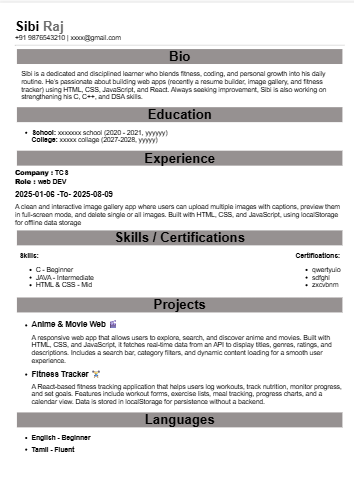 Sibi Raj
+91 9876543210 | xxxx@gmail.com
Bio
Sibi is a dedicated and disciplined learner who blends fitness, coding, and personal growth into his daily
routine. He's passionate about building web apps (recently a resume builder, image gallery, and fitness
tracker) using HTML, CSS, JavaScript, and React. Always seeking improvement, Sibi is also working on
strengthening his C, C++, and DSA skills.
Education
• School: xxxxxxx school (2020 - 2021, yyyyyy)
College: xxxxx collage (2027-2028, yyyyy)
Experience
Company : TC $
Role : web DEV
2025-01-06 -To- 2025-08-09
A clean and interactive image gallery app where users can upload multiple images with captions, preview them
in full-screen mode, and delete single or all images. Built with HTML, CSS, and JavaScript, using localStorage
for offline data storage
Skills / Certifications
Skills:
• C - Beginner
• JAVA - Intermediate
• HTML & CSS - Mid
Certifications:
• qwertyuio
• sdfghj
• zxcvbnm
Projects
• Anime & Movie Web 🎬
A responsive web app that allows users to explore, search, and discover anime and movies. Built with
HTML, CSS, and JavaScript, it fetches real-time data from an API to display titles, genres, ratings, and
descriptions. Includes a search bar, category filters, and dynamic content loading for a smooth user
experience.
• Fitness Tracker 🏋
A React-based fitness tracking application that helps users log workouts, track nutrition, monitor progress,
and set goals. Features include workout forms, exercise lists, meal tracking, progress charts, and a
calendar view. Data is stored in localStorage for persistence without a backend.
Languages
• English - Beginner
• Tamil - Fluent